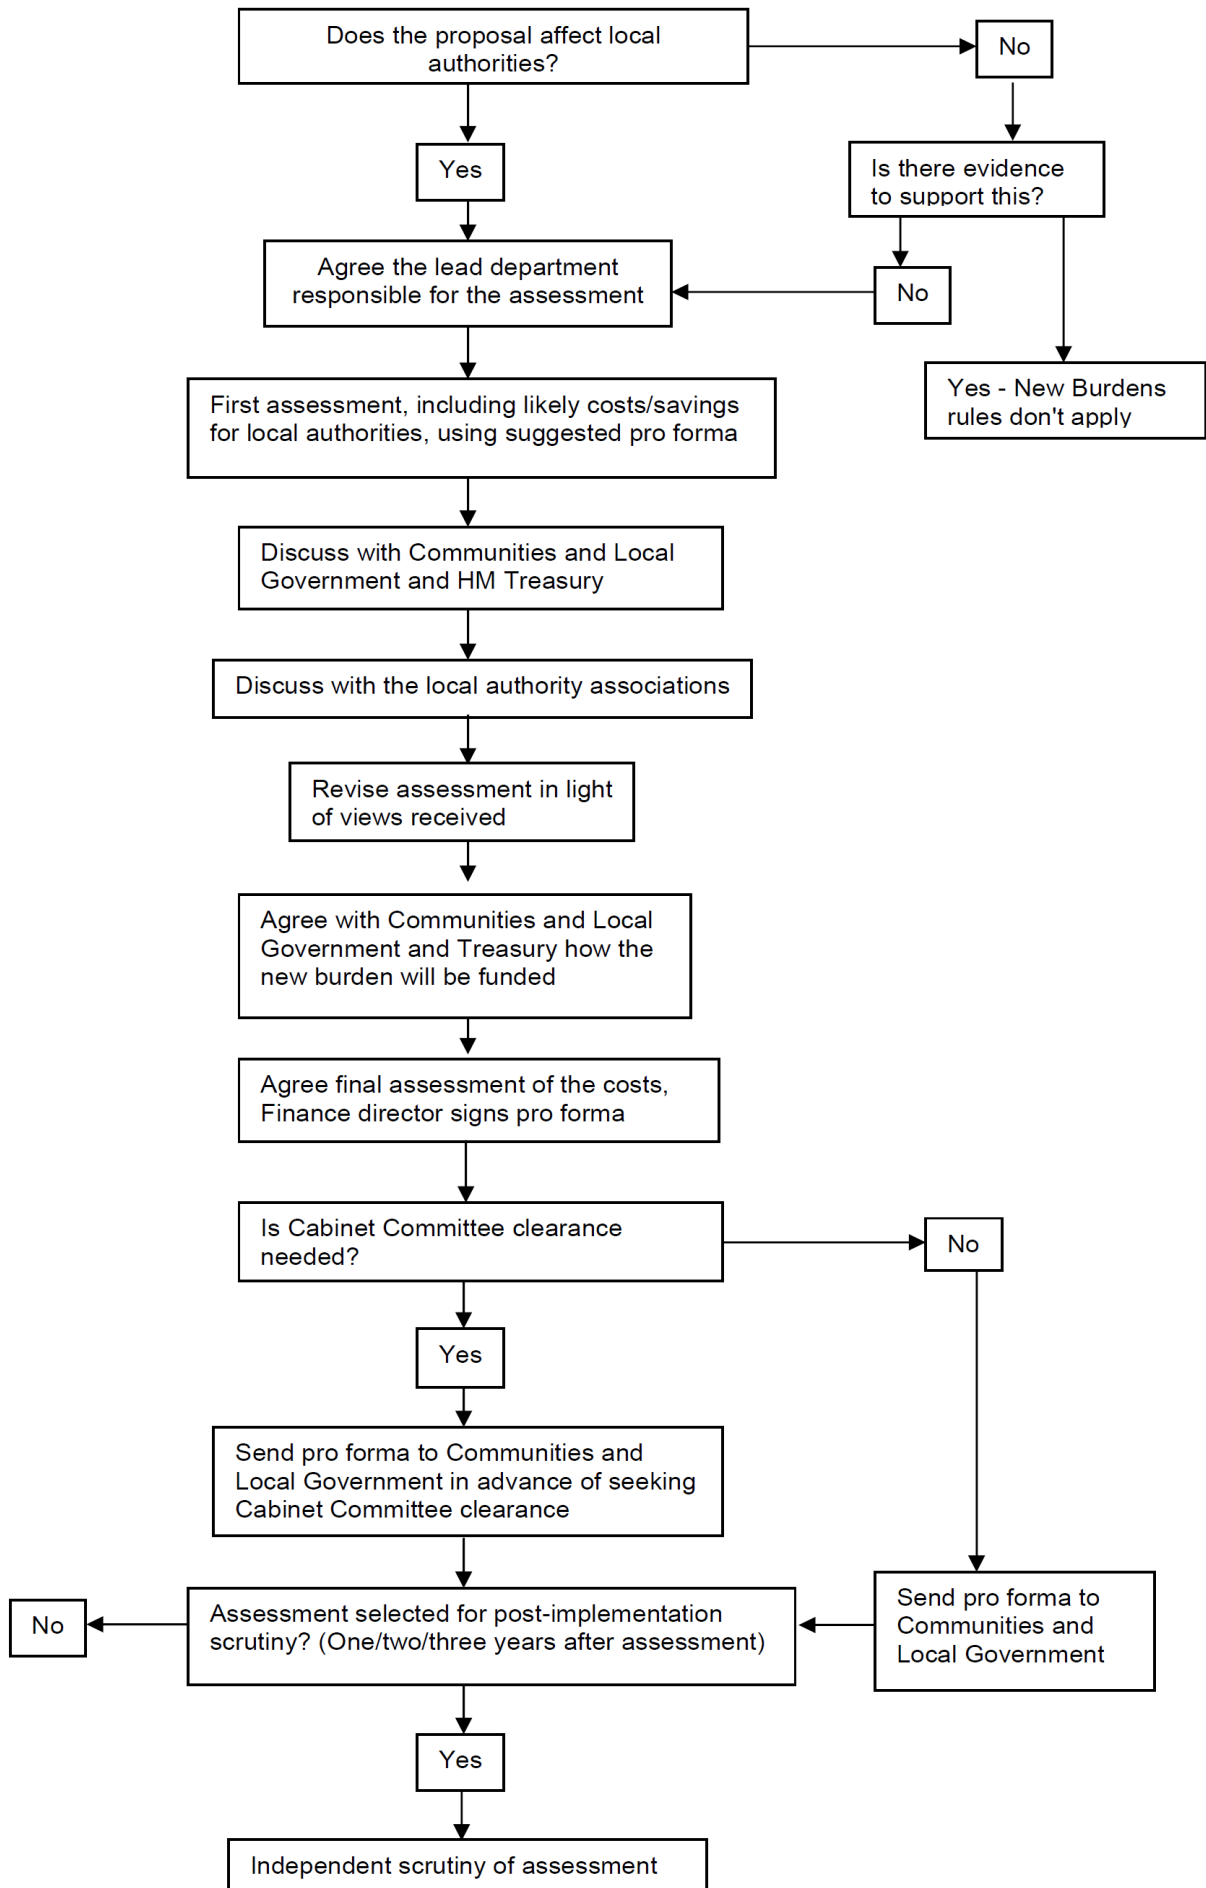 Does the proposal affect local
authorities?
No
Yes
Is there evidence
to support this?
Agree the lead department
responsible for the assessment
No
Yes - New Burdens
rules don't apply
First assessment, including likely costs/savings
for local authorities, using suggested pro forma
Discuss with Communities and Local
Government and HM Treasury
Discuss with the local authority associations
Revise assessment in light
of views received
Agree with Communities and Local
Government and Treasury how the
new burden will be funded
Agree final assessment of the costs,
Finance director signs pro forma
Is Cabinet Committee clearance
needed?
No
Yes
Send pro forma to Communities and
Local Government in advance of seeking
Cabinet Committee clearance
No
Assessment selected for post-implementation
scrutiny? (One/two/three years after assessment)
Send pro forma to
Communities and
Local Government
Yes
Independent scrutiny of assessment